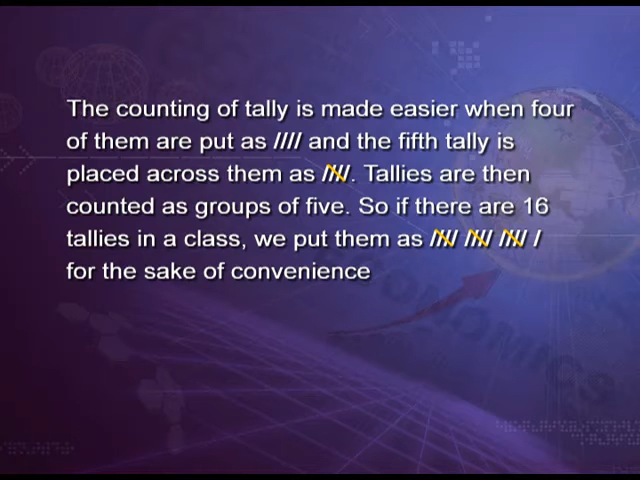 The counting of tally is made easier when four
of them are put as //// and the fifth tally is
placed across them as ////. Tallies are then
counted as groups of five. So if there are 16
tallies in a class, we put them as //// //// //// /
for the sake of convenience
ECONOMICS